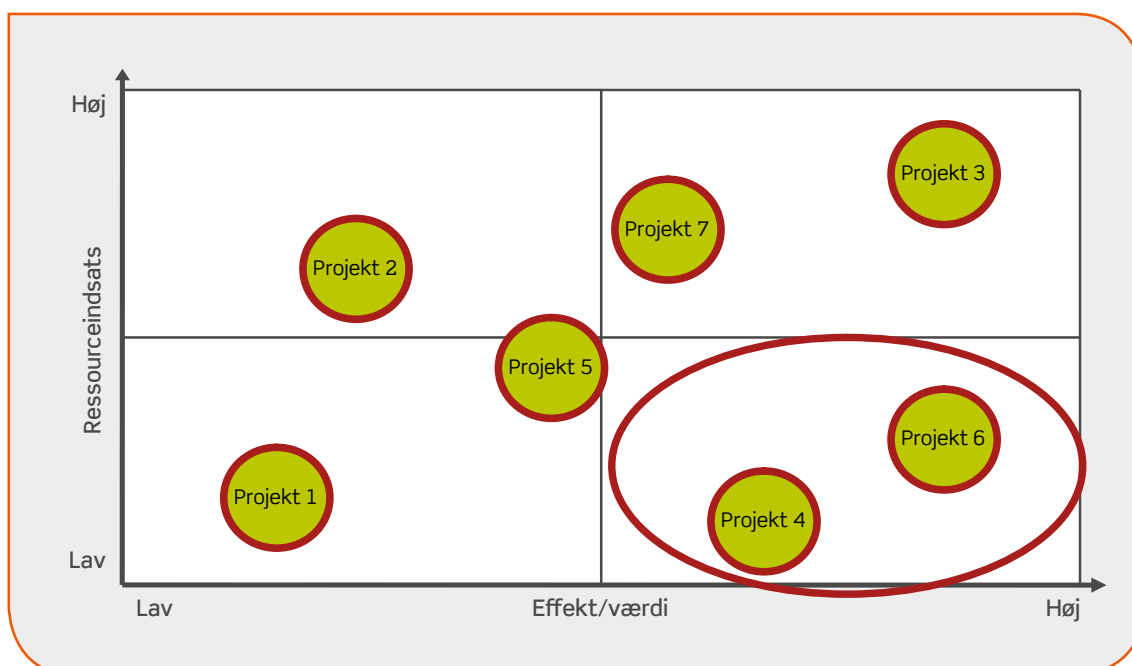 Høj
Projekt 3
Projekt 7
Projekt 2
Ressourceindsats
Projekt 5
Projekt 6
Projekt 1
Projekt 4
Lav
Lav
Effekt/værdi
Høj